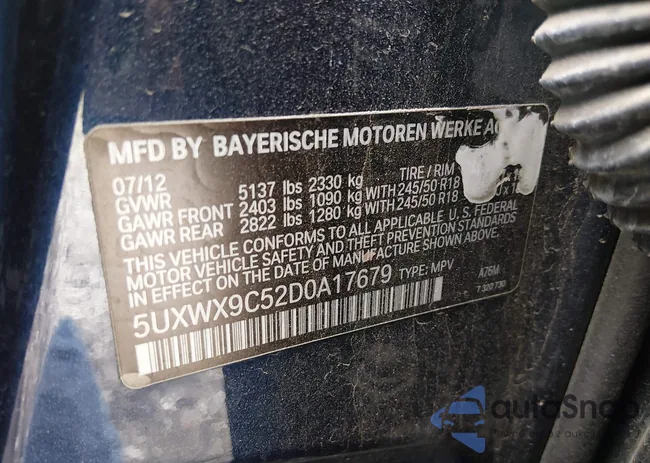 MFD BY BAYERISCHE MOTOREN WERKE AG
07/12 TIRE / RIM
GVWR 5137 lbs 2330 kg
GAWR FRONT 2403 lbs 1090 kg WITH 245/50 R18
GAWR REAR 2822 lbs 1280 kg WITH 245/50 R18
THIS VEHICLE CONFORMS TO ALL APPLICABLE U.S. FEDERAL
MOTOR VEHICLE SAFETY AND THEFT PREVENTION STANDARDS
IN EFFECT ON THE DATE OF MANUFACTURE SHOWN ABOVE.
5UXWX9C52D0A17679 TYPE: MPV A76M
7 320 730
autoSnap